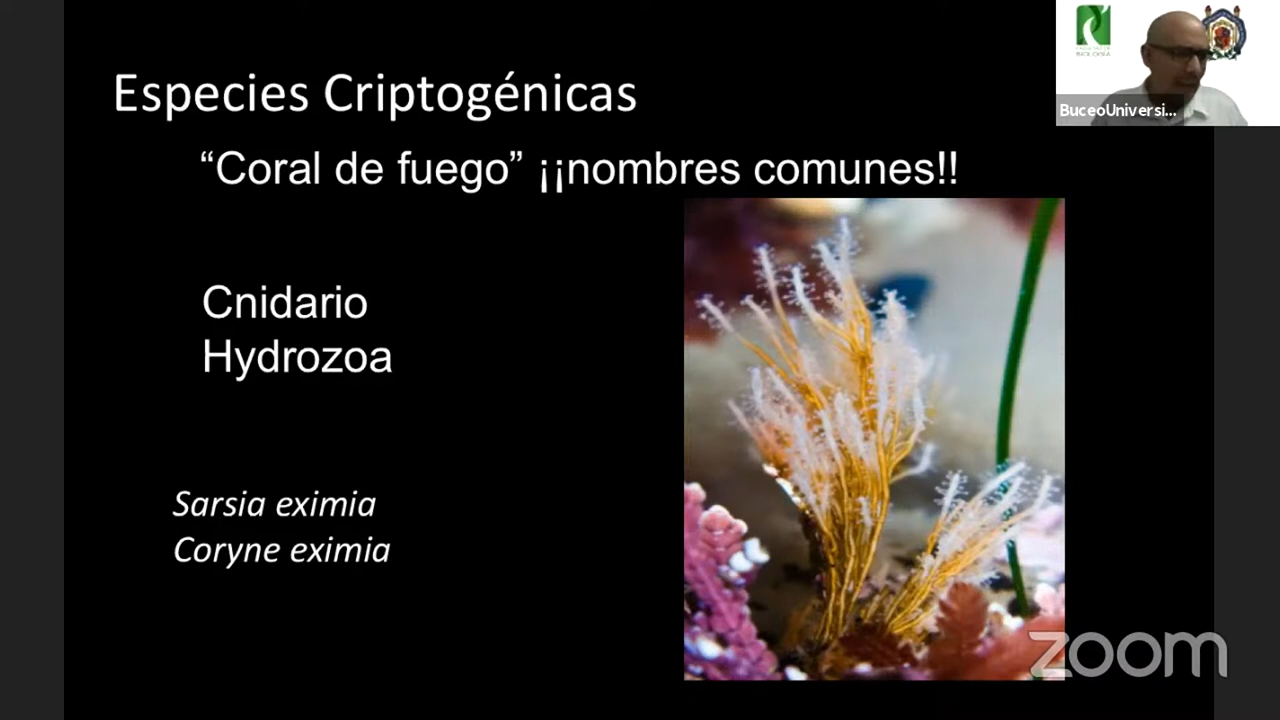 Especies Criptogénicas
“Coral de fuego” ¡¡nombres comunes!!
Cnidario
Hydrozoa
Sarsia eximia
Coryne eximia
BuceoUniversi...
zoom